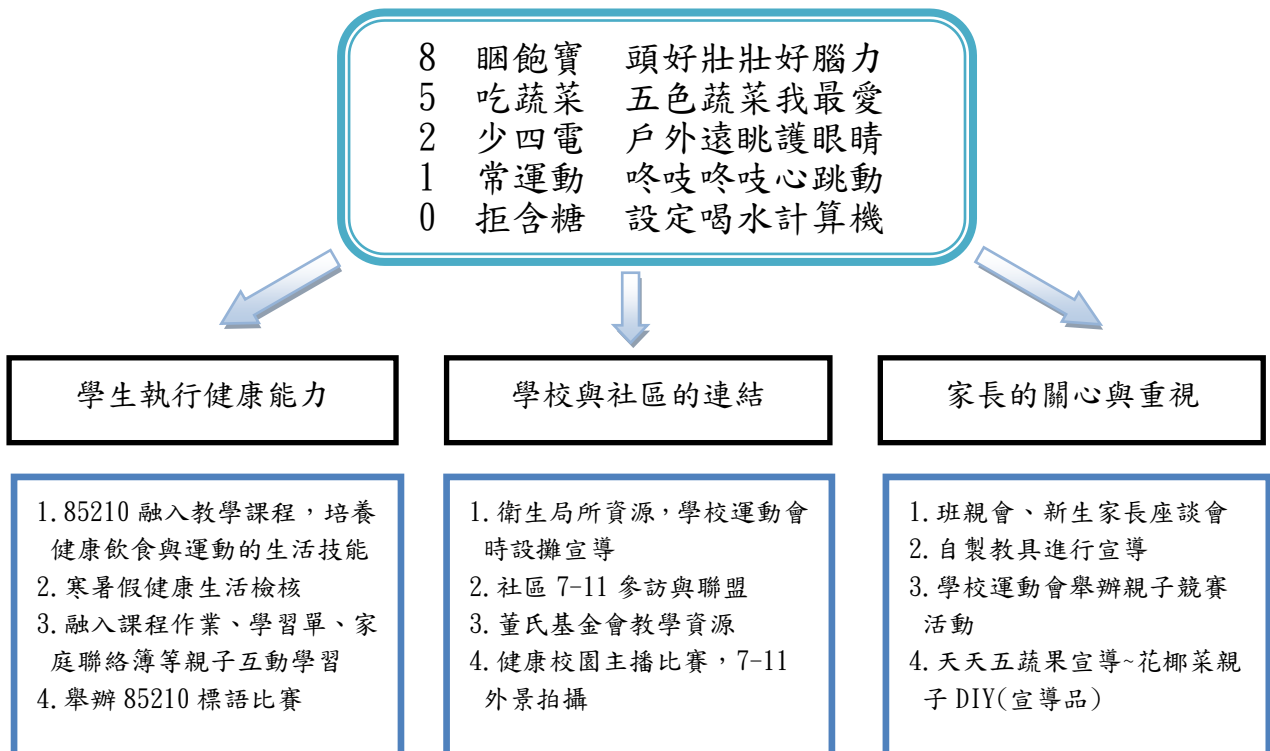 8 睏飽寶 頭好壯壯好腦力
5 吃蔬菜 五色蔬菜我最愛
2 少四電 戶外遠眺護眼睛
1 常運動 咚吱咚吱心跳動
0 拒含糖 設定喝水計算機
學生執行健康能力
學校與社區的連結
家長的關心與重視
1.85210 融入教學課程，培養
健康飲食與運動的生活技能
2.寒暑假健康生活檢核
3.融入課程作業、學習單、家
庭聯絡簿等親子互動學習
4.舉辦 85210 標語比賽
1.衛生局所資源，學校運動會
時設攤宣導
2.社區 7-11 參訪與聯盟
3.董氏基金會教學資源
4.健康校園主播比賽，7-11
外景拍攝
1.班親會、新生家長座談會
2.自製教具進行宣導
3.學校運動會舉辦親子競賽
活動
4.天天五蔬果宣導~花椰菜親
子 DIY(宣導品)